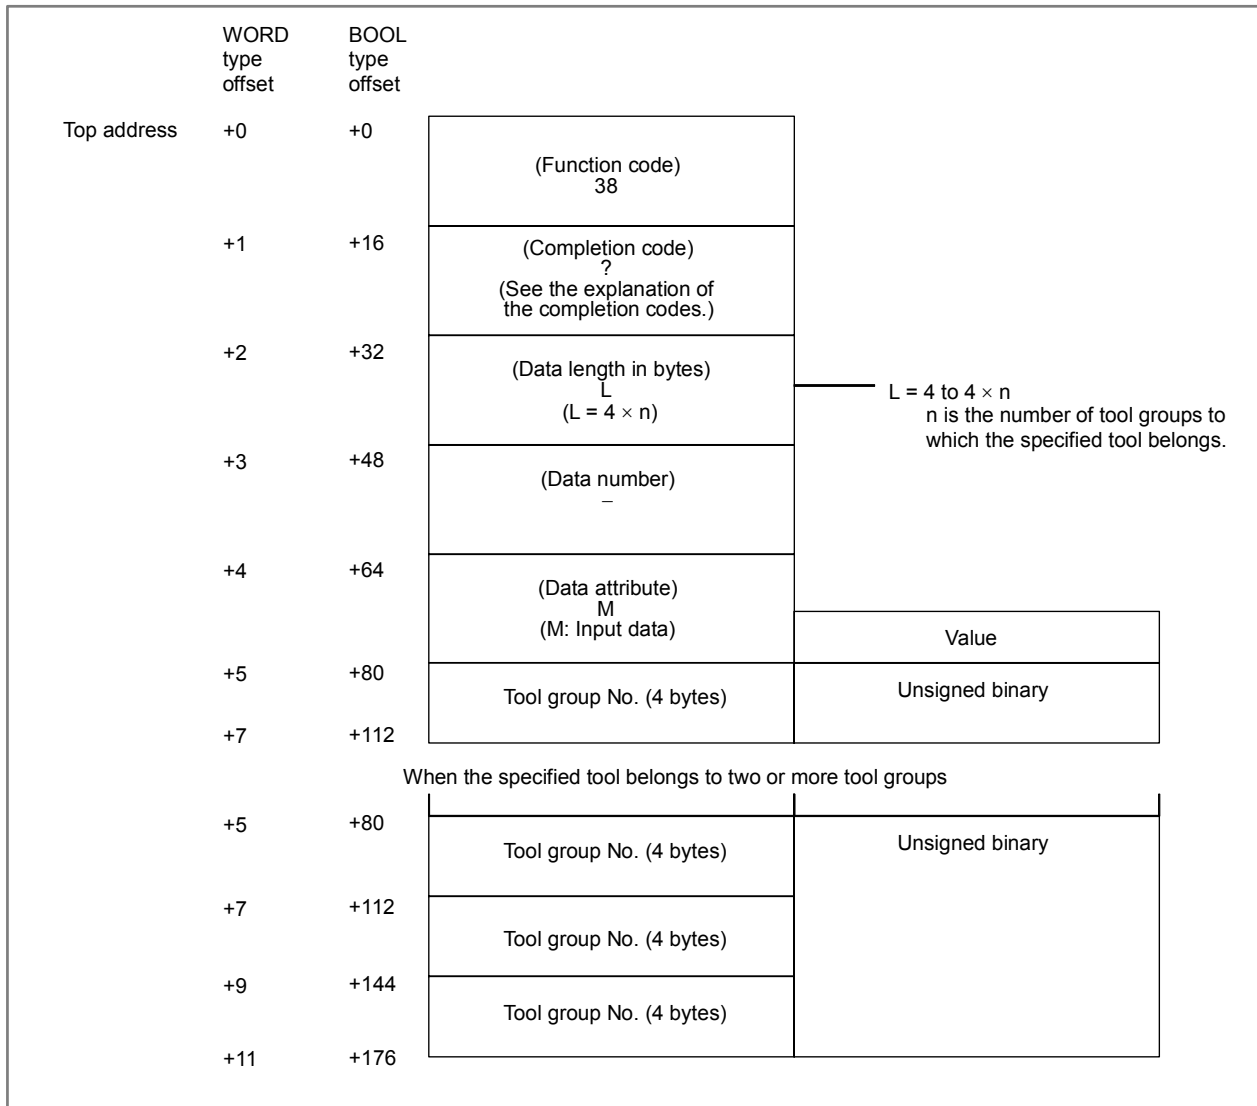 WORD BOOL
type type
offset offset
Top address +0 +0
(Function code)
38
+1 +16
(Completion code)
?
(See the explanation of
the completion codes.)
+2 +32
(Data length in bytes)
L
(L = 4 × n)
L = 4 to 4 × n
n is the number of tool groups to
which the specified tool belongs.
+3 +48
(Data number)
–
+4 +64
(Data attribute)
M
(M: Input data)
Value
+5 +80
Tool group No. (4 bytes) Unsigned binary
+7 +112
When the specified tool belongs to two or more tool groups
+5 +80
Tool group No. (4 bytes) Unsigned binary
+7 +112
Tool group No. (4 bytes)
+9 +144
Tool group No. (4 bytes)
+11 +176